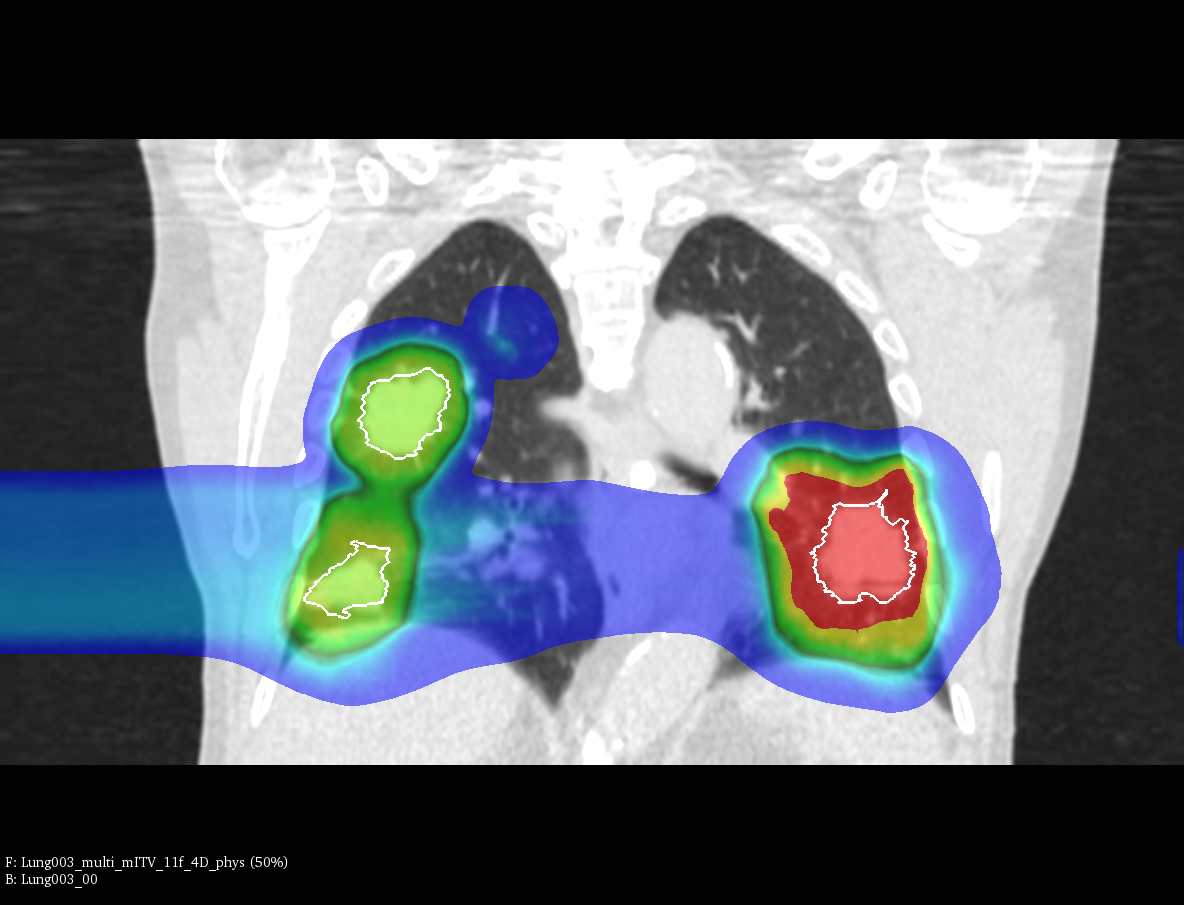 F: Lung003_multi_mITV_11f_4D_phys (50%)
B: Lung003_00